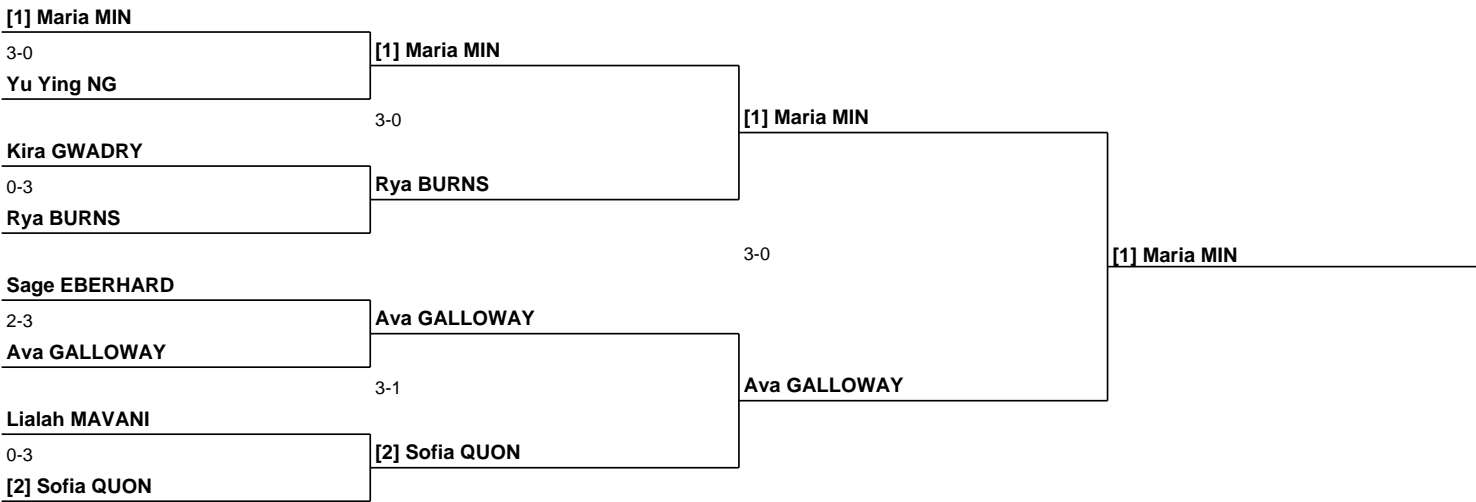 [1] Maria MIN
3-0
Yu Ying NG
Kira GWADRY
0-3
Rya BURNS
Sage EBERHARD
2-3
Ava GALLOWAY
Lialah MAVANI
0-3
[2] Sofia QUON
[1] Maria MIN
3-0
Rya BURNS
Ava GALLOWAY
3-1
[2] Sofia QUON
[1] Maria MIN
3-0
Ava GALLOWAY
[1] Maria MIN